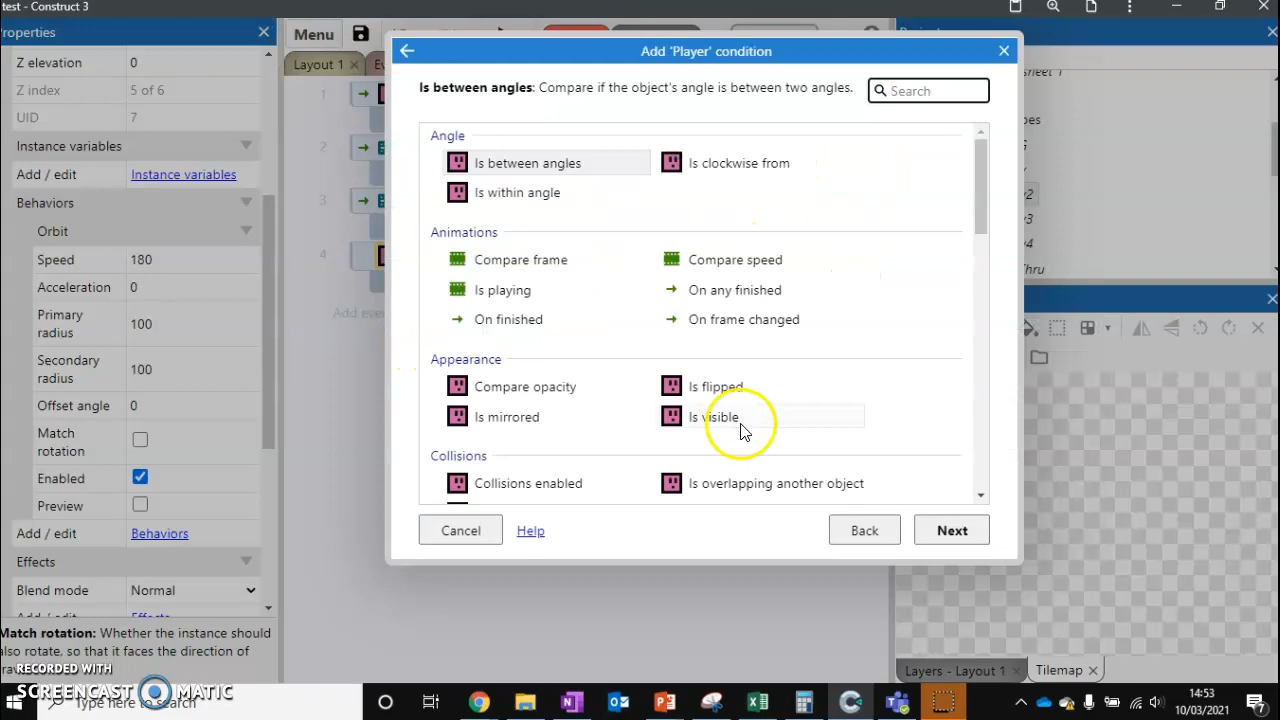 test - Construct 3
Properties
Z elevation 0
Z index 5 of 6
UID 7
Instance variables
Add / edit Instance variables
Behaviors
Orbit
Speed 180
Acceleration 0
Primary radius 100
Secondary radius 100
Offset angle 0
Match rotation
Enabled
Preview
Add / edit Behaviors
Effects
Blend mode Normal
Add / edit Effects
Match rotation: Whether the instance should
also rotate, so that it faces the direction of
RECORDED WITH
SCREENCAST MATIC
Menu
Layout 1
1
2
3
4
Add 'Player' condition
Is between angles: Compare if the object's angle is between two angles.
Search
Angle
Is between angles Is clockwise from
Is within angle
Animations
Compare frame Compare speed
Is playing On any finished
On finished On frame changed
Appearance
Compare opacity Is flipped
Is mirrored Is visible
Collisions
Collisions enabled Is overlapping another object
Cancel Help Back Next
Layers - Layout 1 Tilemap
Type here to search
14:53
10/03/2021
7